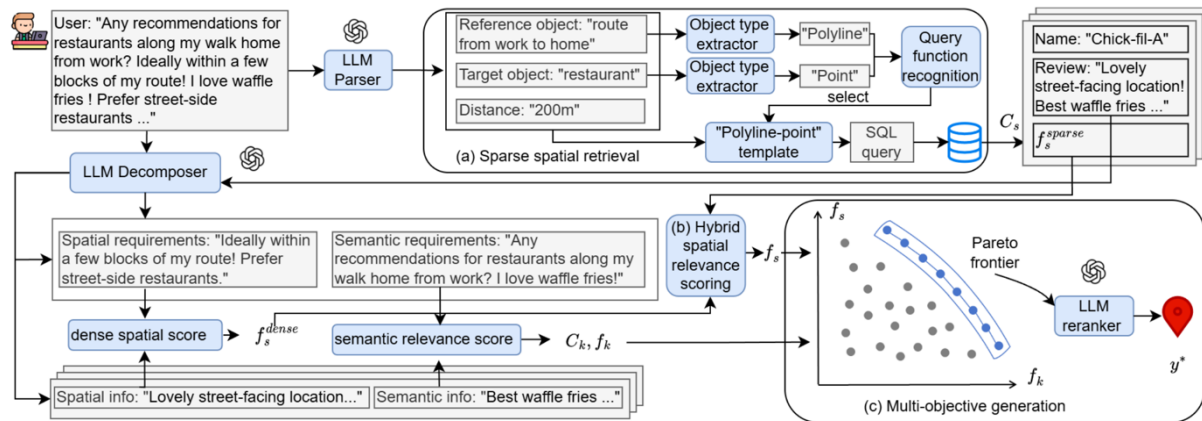 User: "Any recommendations for
restaurants along my walk home
from work? Ideally within a few
blocks of my route! I love waffle
fries ! Prefer street-side
restaurants ..."
LLM
Parser
Reference object: "route
from work to home"
Target object: "restaurant"
Distance: "200m"
Object type
extractor
Object type
extractor
"Polyline"
"Point"
select
Query
function
recognition
"Polyline-point"
template
SQL
query
(a) Sparse spatial retrieval
C_s
Name: "Chick-fil-A"
Review: "Lovely
street-facing location!
Best waffle fries ..."
f_s^{sparse}
LLM Decomposer
Spatial requirements: "Ideally within
a few blocks of my route! Prefer
street-side restaurants."
Semantic requirements: "Any
recommendations for restaurants along my
walk home from work? I love waffle fries!"
(b) Hybrid
spatial
relevance
scoring
f_s
dense spatial score
f_s^{dense}
semantic relevance score
C_k, f_k
Spatial info: "Lovely street-facing location..."
Semantic info: "Best waffle fries ..."
f_s
Pareto
frontier
LLM
reranker
y*
f_k
(c) Multi-objective generation